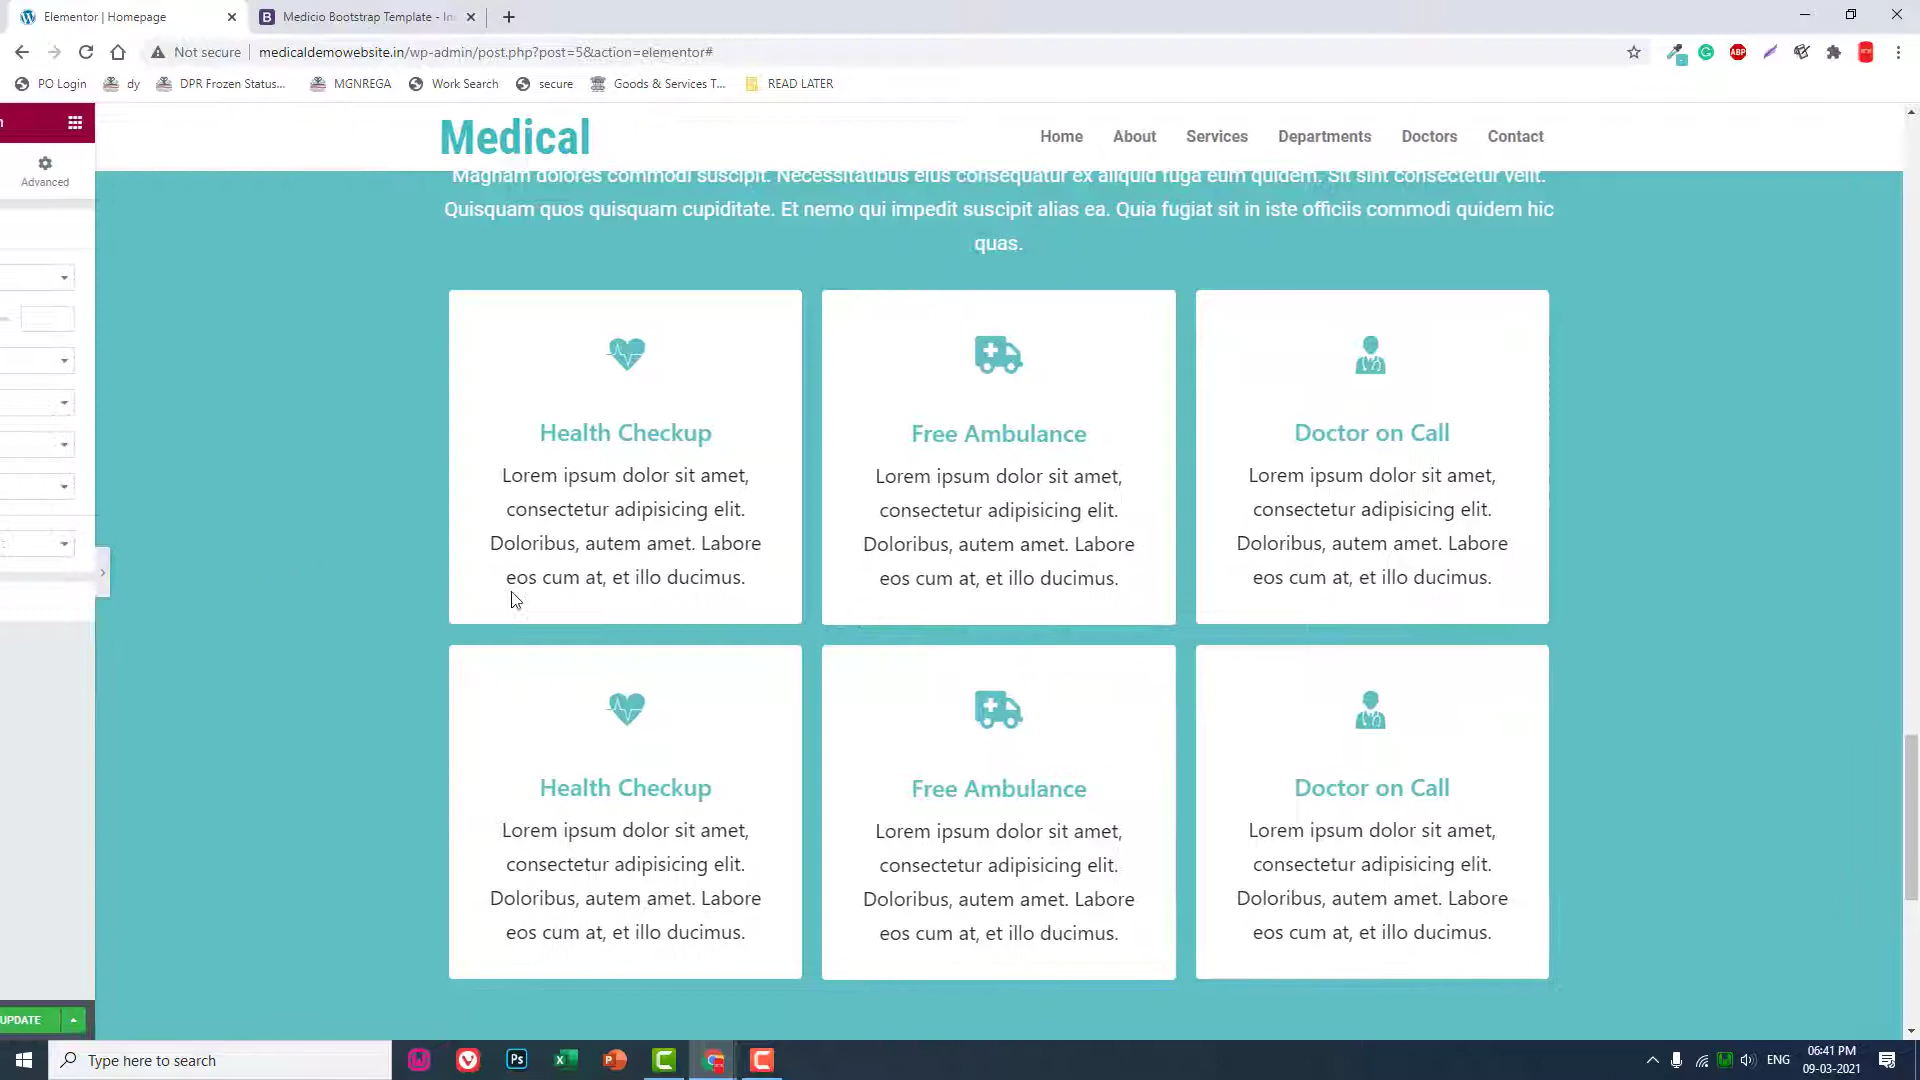 Elementor | Homepage
Medicio Bootstrap Template - In
Not secure
medicaldemowebsite.in/wp-admin/post.php?post=5&action=elementor#
ABP
PO Login
dy
DPR Frozen Status...
MGNREGA
Work Search
secure
Goods & Services T...
READ LATER
Medical
Home
About
Services
Departments
Doctors
Contact
Advanced
Magnam dolores commodi suscipit. Necessitatibus eius consequatur ex aliquid fuga eum quidem. Sit sint consectetur velit.
Quisquam quos quisquam cupiditate. Et nemo qui impedit suscipit alias ea. Quia fugiat sit in iste officiis commodi quidem hic
quas.
Health Checkup
Lorem ipsum dolor sit amet,
consectetur adipisicing elit.
Doloribus, autem amet. Labore
eos cum at, et illo ducimus.
Free Ambulance
Lorem ipsum dolor sit amet,
consectetur adipisicing elit.
Doloribus, autem amet. Labore
eos cum at, et illo ducimus.
Doctor on Call
Lorem ipsum dolor sit amet,
consectetur adipisicing elit.
Doloribus, autem amet. Labore
eos cum at, et illo ducimus.
Health Checkup
Lorem ipsum dolor sit amet,
consectetur adipisicing elit.
Doloribus, autem amet. Labore
eos cum at, et illo ducimus.
Free Ambulance
Lorem ipsum dolor sit amet,
consectetur adipisicing elit.
Doloribus, autem amet. Labore
eos cum at, et illo ducimus.
Doctor on Call
Lorem ipsum dolor sit amet,
consectetur adipisicing elit.
Doloribus, autem amet. Labore
eos cum at, et illo ducimus.
UPDATE
Type here to search
Ps
ENG
06:41 PM
09-03-2021